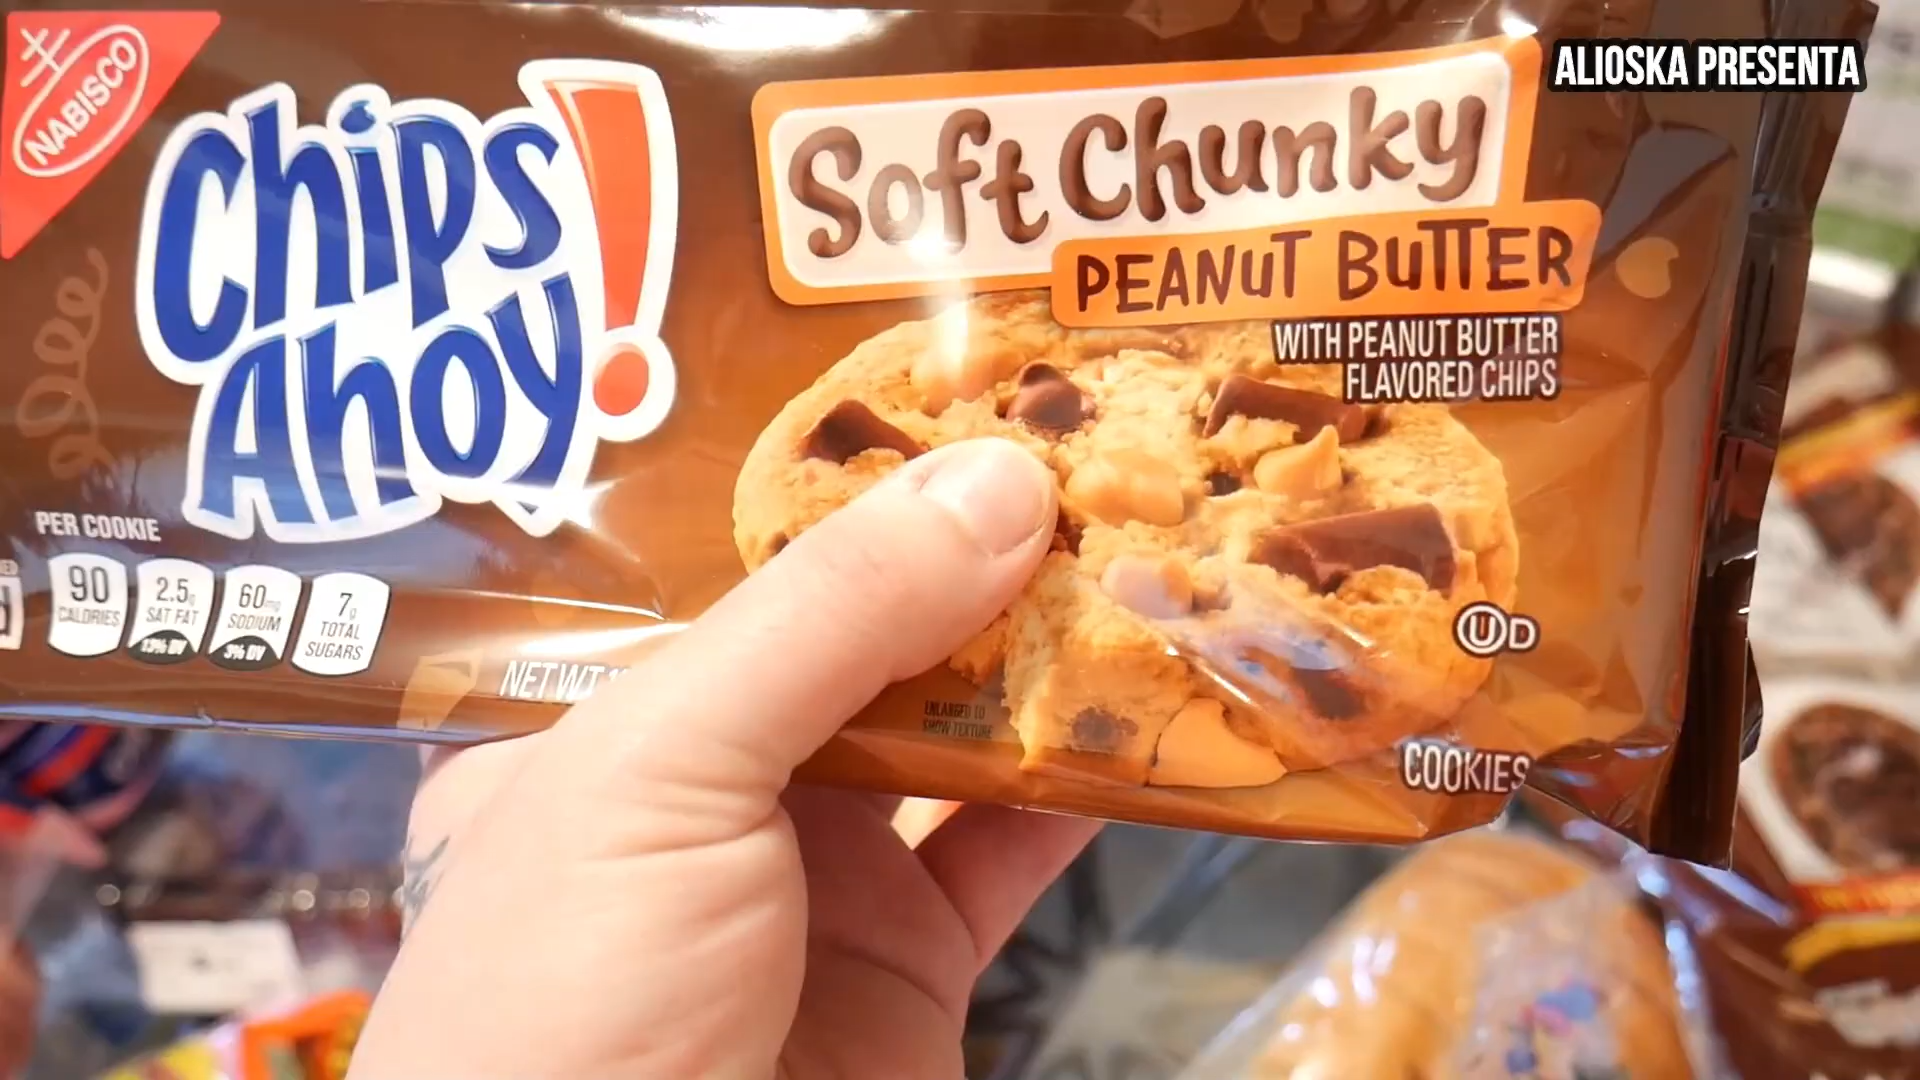 ALIOSKA PRESENTA
NABISCO
Chips
Ahoy!
Soft Chunky
PEANUT BUTTER
WITH PEANUT BUTTER
FLAVORED CHIPS
PER COOKIE
90
CALORIES
2.5g
SAT FAT
13% DV
60mg
SODIUM
3% DV
7g
TOTAL
SUGARS
NET WT
ENLARGED TO
SHOW TEXTURE
U D
COOKIES